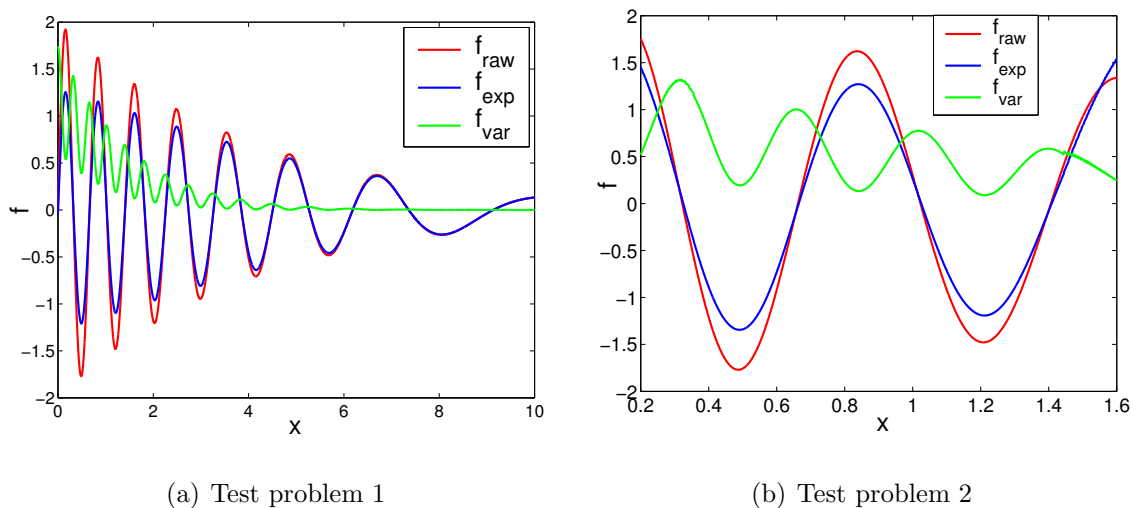 2
1.5
1
0.5
0
−0.5
−1
−1.5
−2
f
0 2 4 6 8 10
x
f_raw
f_exp
f_var
(a) Test problem 1
2
1.5
1
0.5
0
−0.5
−1
−1.5
−2
f
0.2 0.4 0.6 0.8 1 1.2 1.4 1.6
x
f_raw
f_exp
f_var
(b) Test problem 2